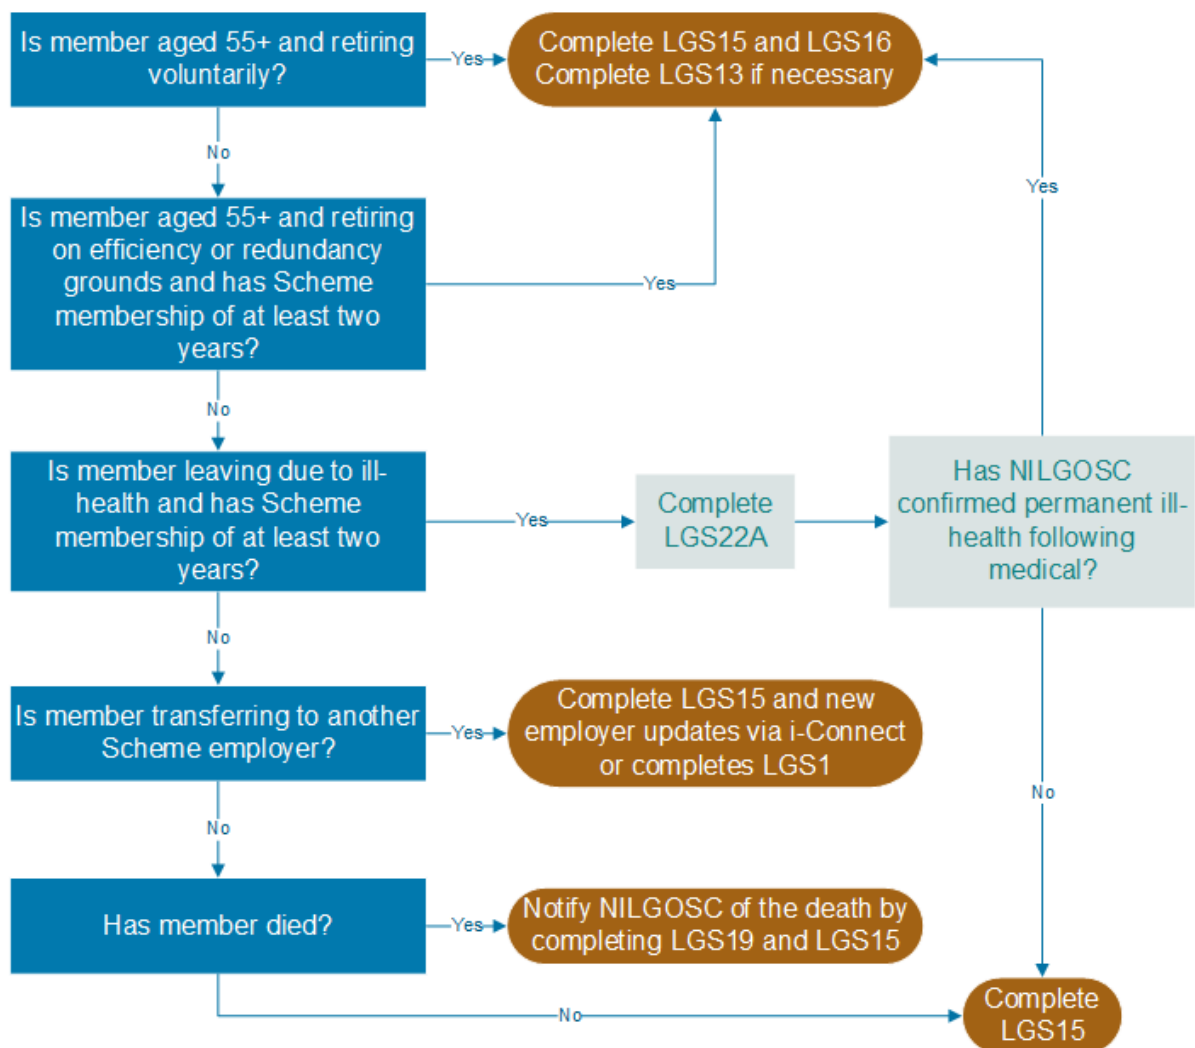 Is member aged 55+ and retiring
voluntarily?
Yes
Complete LGS15 and LGS16
Complete LGS13 if necessary
No
Yes
Is member aged 55+ and retiring
on efficiency or redundancy
grounds and has Scheme
membership of at least two
years?
Yes
No
Is member leaving due to ill-
health and has Scheme
membership of at least two
years?
Yes
Complete
LGS22A
Has NILGOSC
confirmed permanent ill-
health following
medical?
No
Is member transferring to another
Scheme employer?
Yes
Complete LGS15 and new
employer updates via i-Connect
or completes LGS1
No
No
Has member died?
Yes
Notify NILGOSC of the death by
completing LGS19 and LGS15
No
Complete
LGS15